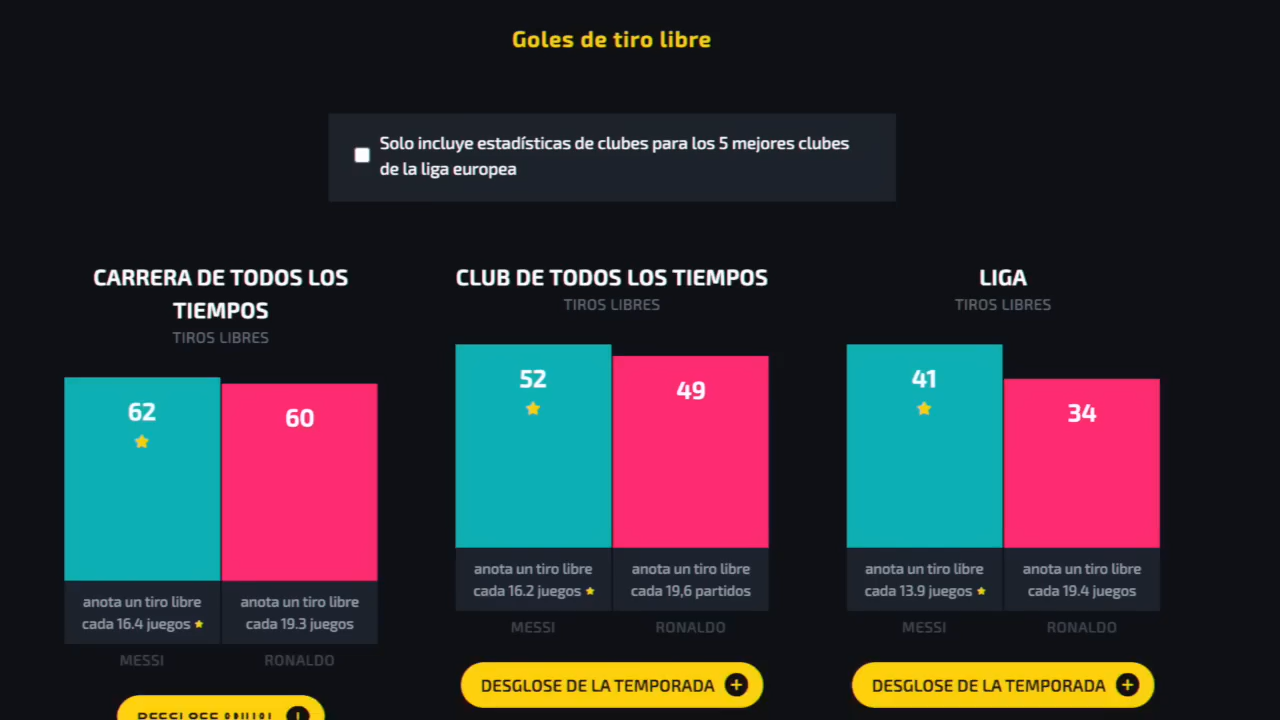 Goles de tiro libre
Solo incluye estadísticas de clubes para los 5 mejores clubes
de la liga europea
CARRERA DE TODOS LOS
TIEMPOS
TIROS LIBRES
62
60
anota un tiro libre
cada 16.4 juegos
anota un tiro libre
cada 19.3 juegos
MESSI
RONALDO
CLUB DE TODOS LOS TIEMPOS
TIROS LIBRES
52
49
anota un tiro libre
cada 16.2 juegos
anota un tiro libre
cada 19,6 partidos
MESSI
RONALDO
DESGLOSE DE LA TEMPORADA
LIGA
TIROS LIBRES
41
34
anota un tiro libre
cada 13.9 juegos
anota un tiro libre
cada 19.4 juegos
MESSI
RONALDO
DESGLOSE DE LA TEMPORADA